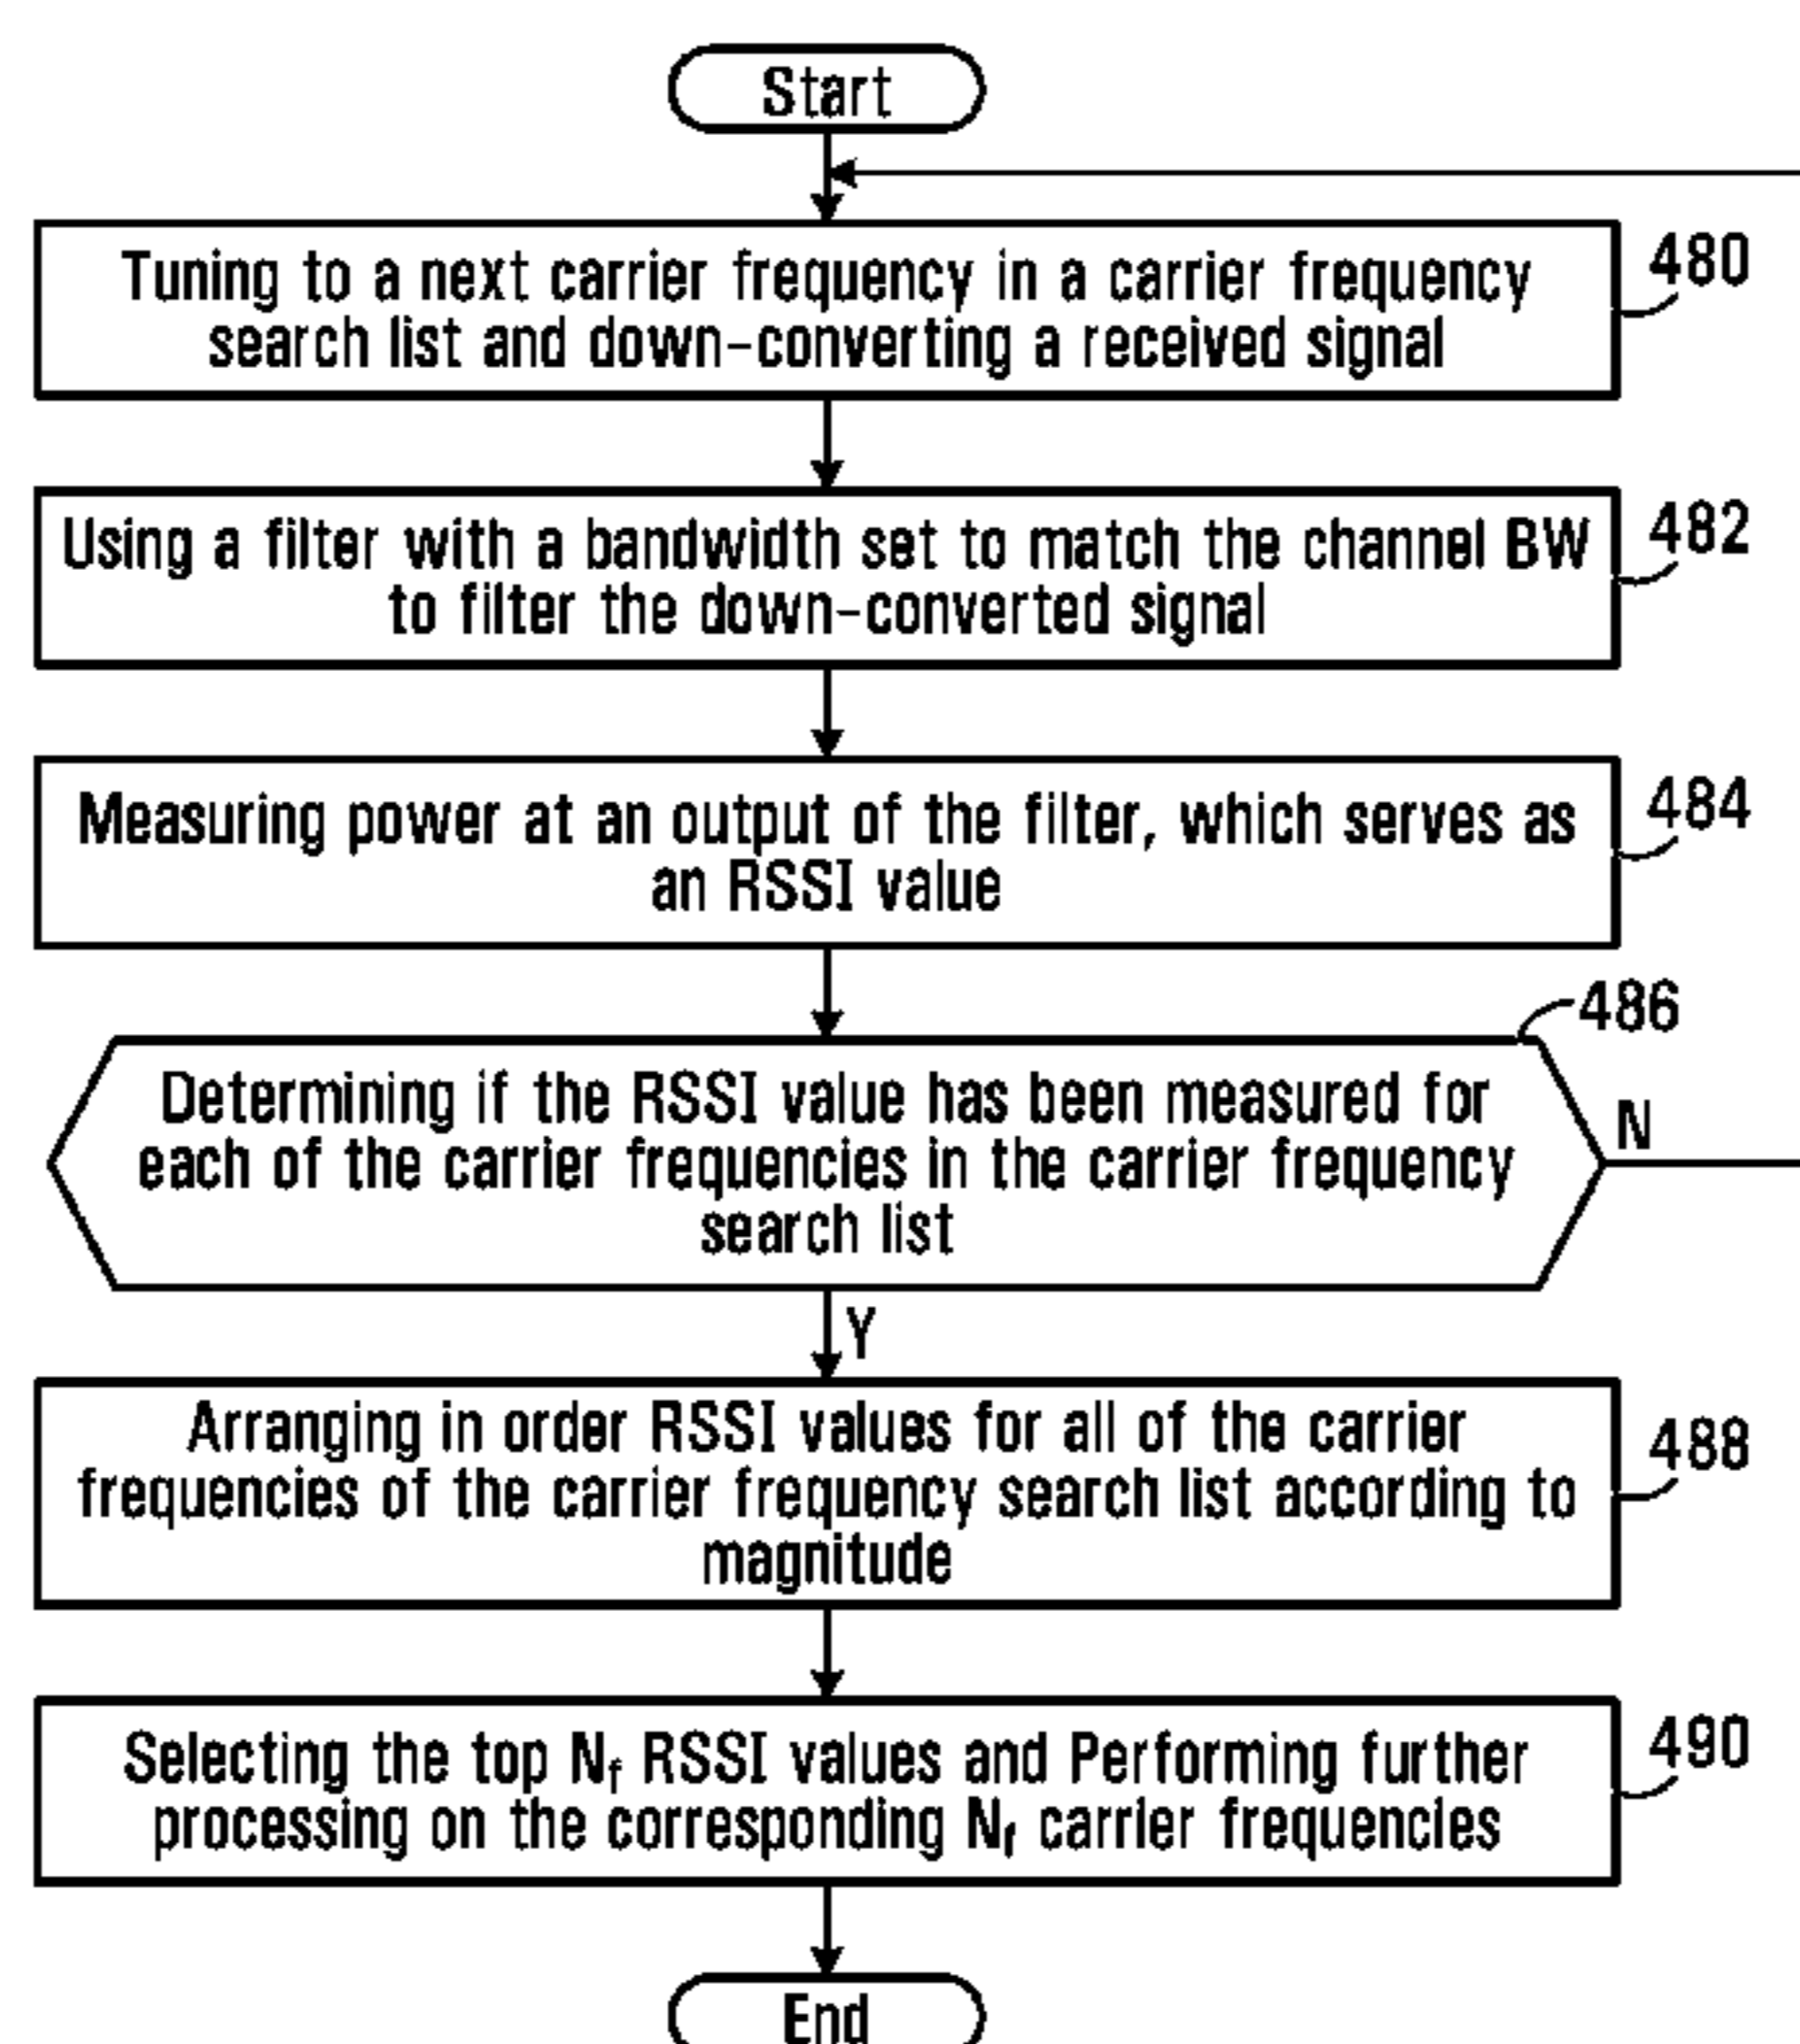 Start
Tuning to a next carrier frequency in a carrier frequency
search list and down-converting a received signal
480
Using a filter with a bandwidth set to match the channel BW
to filter the down-converted signal
482
Measuring power at an output of the filter, which serves as
an RSSI value
484
486
Determining if the RSSI value has been measured for
each of the carrier frequencies in the carrier frequency
search list
N
Y
Arranging in order RSSI values for all of the carrier
frequencies of the carrier frequency search list according to
magnitude
488
Selecting the top Nf RSSI values and Performing further
processing on the corresponding Nf carrier frequencies
490
End